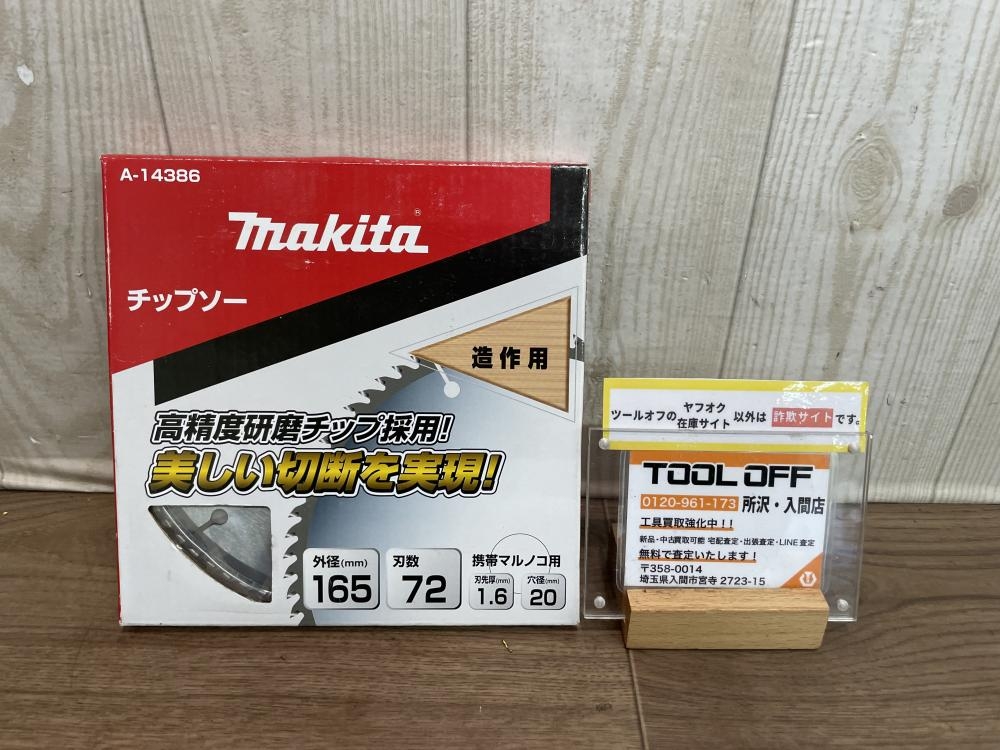 A-14386
makita®
チップソー
造作用
高精度研磨チップ採用!
美しい切断を実現!
外径(mm)
165
刃数
72
携帯マルノコ用
刃先厚(mm)
1.6
穴径(mm)
20
ツールオフの ヤフオク 在庫サイト 以外は 詐欺サイト です。
TOOL OFF
0120-961-173 所沢・入間店
工具買取強化中!!
新品・中古買取可能 宅配査定・出張査定・LINE査定
無料で査定いたします!
〒358-0014
埼玉県入間市宮寺 2723-15